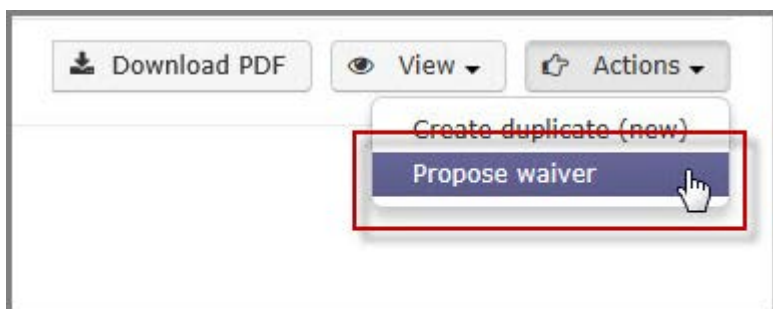 Download PDF View Actions
Create duplicate (new)
Propose waiver